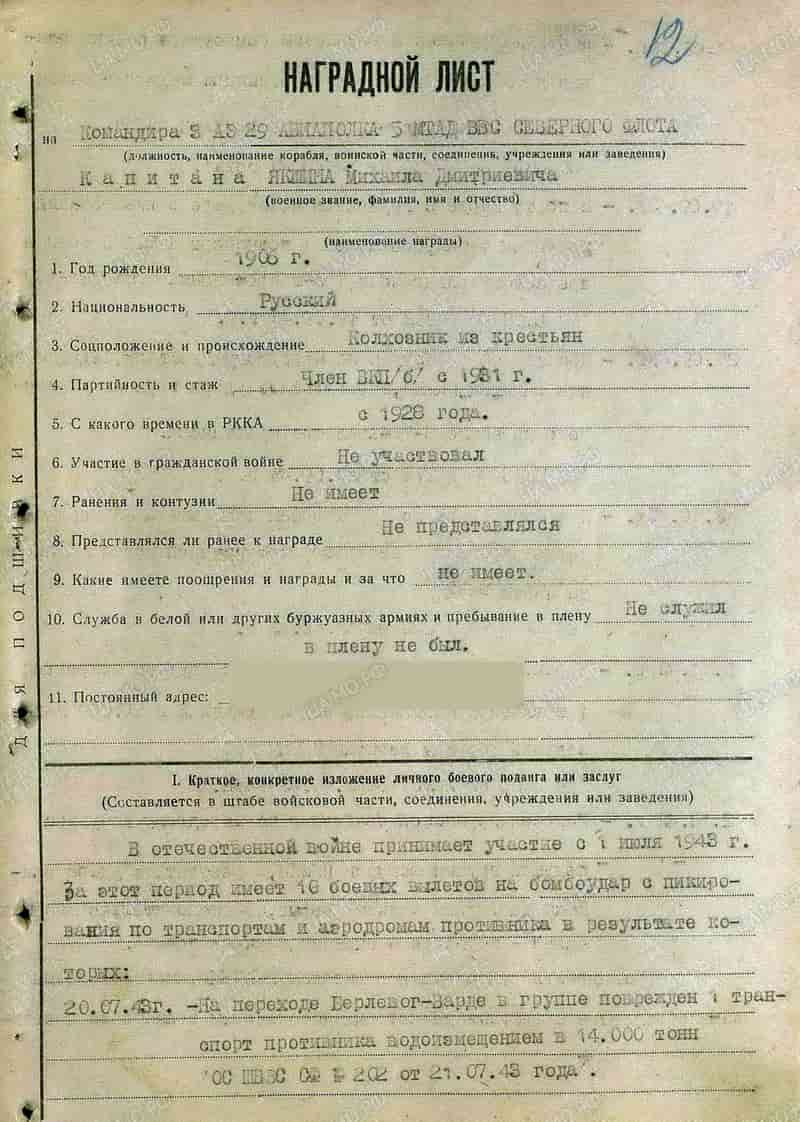 12
НАГРАДНОЙ ЛИСТ
на Командира 3 АЭ 29 АВИАПОЛКА 5 МТАД ВВС СЕВЕРНОГО ФЛОТА
(должность, наименование корабля, воинской части, соединения, учреждения или заведения)
Капитана Михаила Дмитриевича
(военное звание, фамилия, имя и отчество)
(наименование награды)
1. Год рождения 1906 г.
2. Национальность Русский
3. Соцположение и происхождение Колхозник из крестьян
4. Партийность и стаж Член ВКП/б/ с 1931 г.
5. С какого времени в РККА с 1928 года.
6. Участие в гражданской войне Не участвовал
7. Ранения и контузии Не имеет
8. Представлялся ли ранее к награде Не представлялся
9. Какие имеете поощрения и награды и за что не имеет.
10. Служба в белой или других буржуазных армиях и пребывание в плену Не служил
в плену не был.
11. Постоянный адрес:
Для подшивки
I. Краткое, конкретное изложение личного боевого подвига или заслуг
(Составляется в штабе войсковой части, соединения, учреждения или заведения)
В отечественной войне принимает участие с 1 июля 1943 г.
За этот период имеет 16 боевых вылетов на бомбоудар с пикиро-
вания по транспортам и аэродромам противника в результате ко-
торых:
20.07.43г. -На переходе Берлевог-Варде в группе поврежден 1 тран-
спорт противника водоизмещением в 14.000 тонн
"ОС ШВВС СФ № 202 от 21.07.43 года".